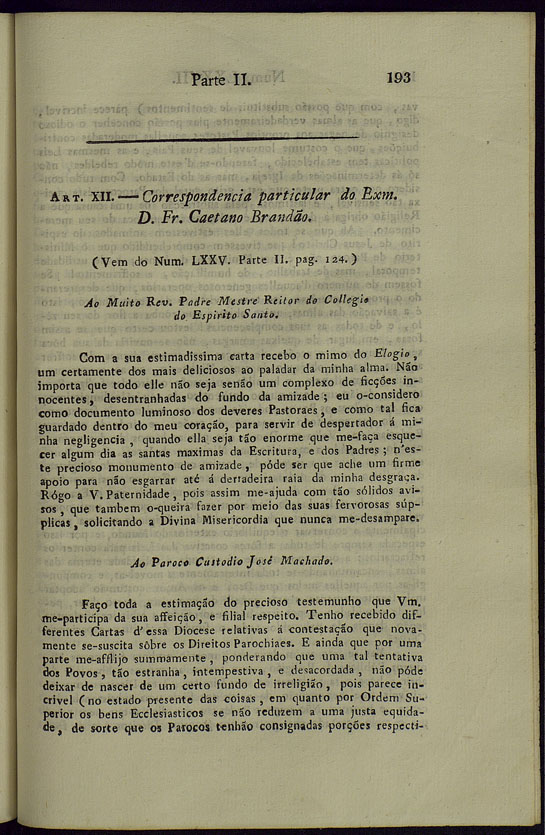 Parte II. 193
ART. XII. — Correspondencia particular do Exm.
D. Fr. Caetano Brandão.
(Vem do Num. LXXV. Parte II. pag. 124.)
Ao Muito Rev. Padre Mestre Reitor do Collegio
do Espirito Santo.
Com a sua estimadissima carta recebo o mimo do Elogio,
um certamente dos mais deliciosos ao paladar da minha alma. Não
importa que todo elle não seja senão um complexo de ficções in-
nocentes, desentranhadas do fundo da amizade; eu o-considero
como documento luminoso dos deveres Pastoraes, e como tal fica
guardado dentro do meu coração, para servir de despertador á mi-
nha negligencia, quando ella seja tão enorme que me-faça esque-
cer algum dia as santas maximas da Escritura, e dos Padres; n'es-
te precioso monumento de amizade, póde ser que ache um firme
apoio para não esgarrar até á derradeira raia da minha desgraça.
Rógo a V. Paternidade, pois assim me-ajuda com tão sólidos avi-
sos, que tambem o-queira fazer por meio das suas fervorosas súp-
plicas, solicitando a Divina Misericordia que nunca me-desampare.
Ao Paroco Custodio José Machado.
Faço toda a estimação do precioso testemunho que Vm.
me-participa da sua affeição, e filial respeito. Tenho recebido dif-
ferentes Cartas d'essa Diocese relativas á contestação que nova-
mente se-suscita sôbre os Direitos Parochiaes. E ainda que por uma
parte me-afflijo summamente, ponderando que uma tal tentativa
dos Povos, tão estranha, intempestiva, e desacordada, não póde
deixar de nascer de um certo fundo de irreligião, pois parece in-
crivel (no estado presente das coisas, em quanto por Ordem Su-
perior os bens Ecclesiasticos se não reduzem a uma justa equida-
de, de sorte que os Parocos tenhão consignadas porções respecti-